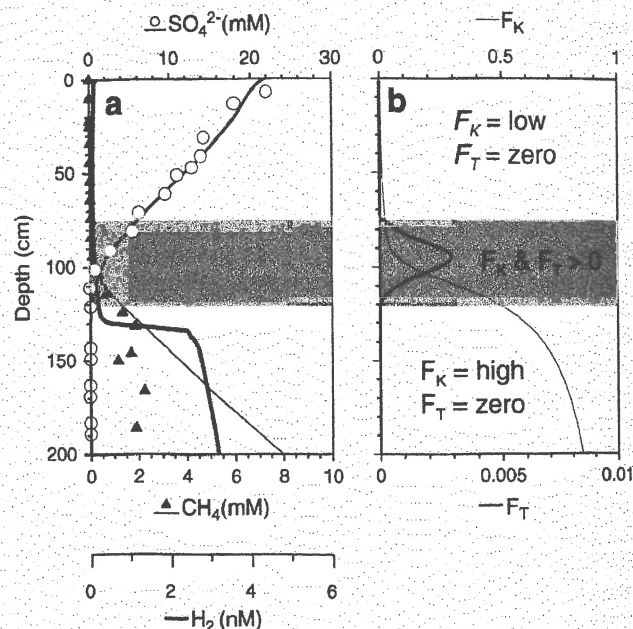 SO₄²⁻(mM)
0 10 20 30
a
Depth (cm)
0
50
100
150
200
0 2 4 6 8 10
CH₄(mM)
0 2 4 6
H₂(nM)
F_K
0 0.5 1
b
F_K = low
F_T = zero
F_K & F_T > 0
F_K = high
F_T = zero
0 0.005 0.01
F_T